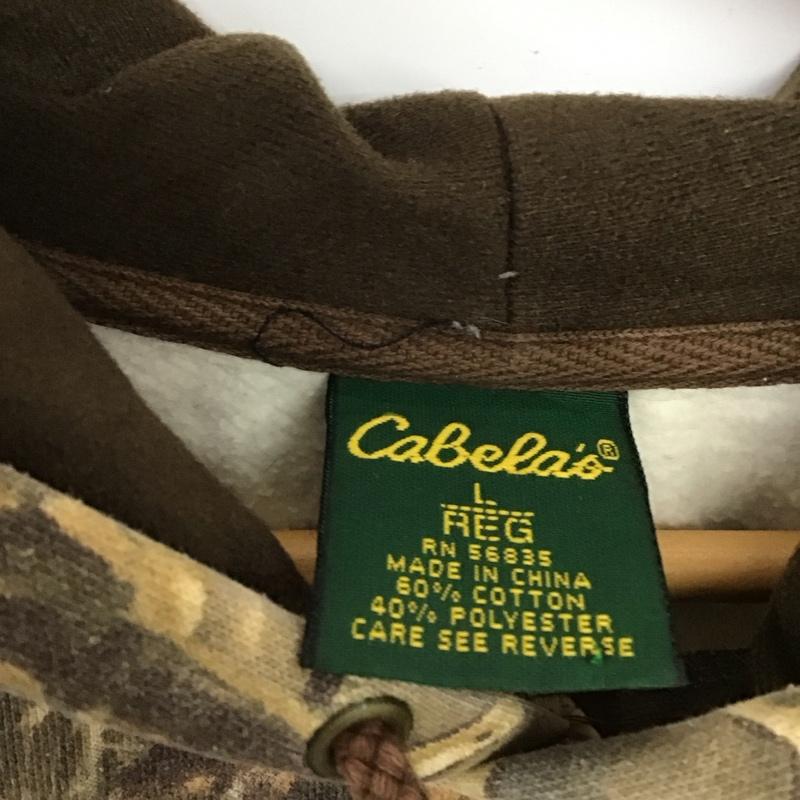 Cabela's®
L
REG
RN 56835
MADE IN CHINA
60% COTTON
40% POLYESTER
CARE SEE REVERSE